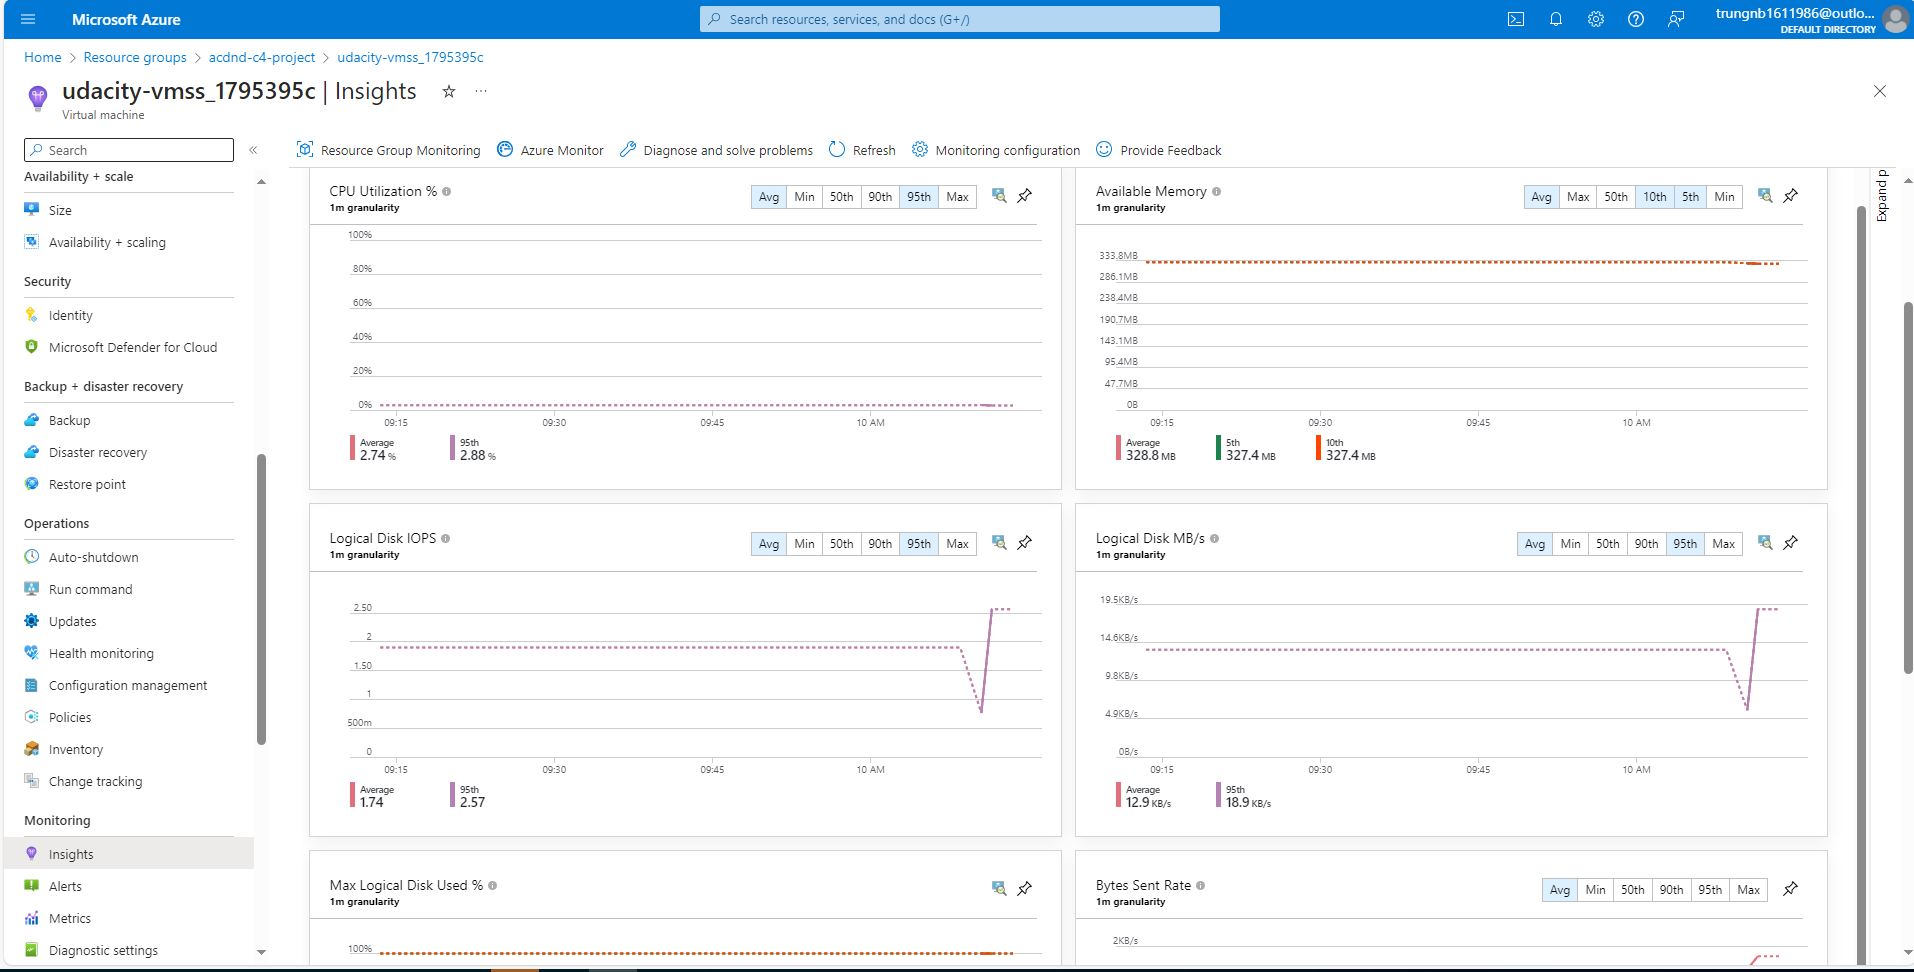 Microsoft Azure
Search resources, services, and docs (G+/)
trungnb1611986@outlo...
DEFAULT DIRECTORY
Home > Resource groups > acdnd-c4-project > udacity-vmss_1795395c
udacity-vmss_1795395c | Insights
Virtual machine
Search
Availability + scale
Size
Availability + scaling
Security
Identity
Microsoft Defender for Cloud
Backup + disaster recovery
Backup
Disaster recovery
Restore point
Operations
Auto-shutdown
Run command
Updates
Health monitoring
Configuration management
Policies
Inventory
Change tracking
Monitoring
Insights
Alerts
Metrics
Diagnostic settings
Resource Group Monitoring
Azure Monitor
Diagnose and solve problems
Refresh
Monitoring configuration
Provide Feedback
CPU Utilization %
1m granularity
Avg Min 50th 90th 95th Max
100%
80%
60%
40%
20%
0%
09:15 09:30 09:45 10 AM
Average
2.74 %
95th
2.88 %
Available Memory
1m granularity
Avg Max 50th 10th 5th Min
333.8MB
286.1MB
238.4MB
190.7MB
143.1MB
95.4MB
47.7MB
0B
09:15 09:30 09:45 10 AM
Average
328.8 MB
5th
327.4 MB
10th
327.4 MB
Expand p
Logical Disk IOPS
1m granularity
Avg Min 50th 90th 95th Max
2.50
2
1.50
1
500m
0
09:15 09:30 09:45 10 AM
Average
1.74
95th
2.57
Logical Disk MB/s
1m granularity
Avg Min 50th 90th 95th Max
19.5KB/s
14.6KB/s
9.8KB/s
4.9KB/s
0B/s
09:15 09:30 09:45 10 AM
Average
12.9 KB/s
95th
18.9 KB/s
Max Logical Disk Used %
1m granularity
100%
Bytes Sent Rate
1m granularity
Avg Min 50th 90th 95th Max
2KB/s